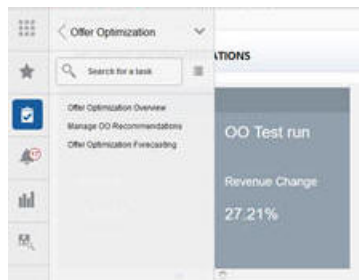 Offer Optimization
Search for a task
ATIONS
Offer Optimization Overview
Manage OO Recommendations
Offer Optimization Forecasting
OO Test run
Revenue Change
27.21%